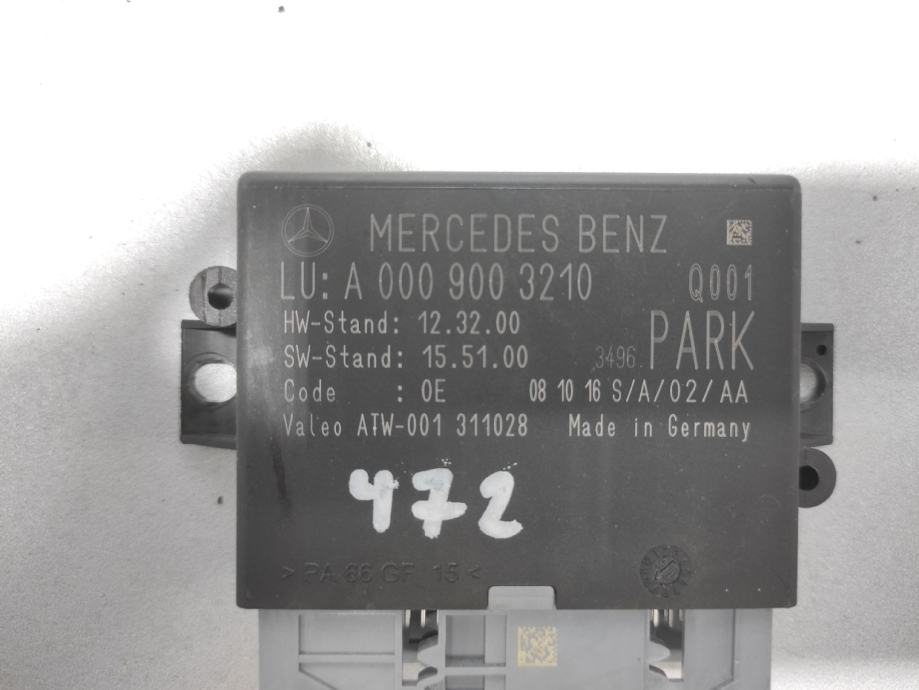 MERCEDES BENZ
LU: A 000 900 3210 Q001
HW-Stand: 12.32.00
SW-Stand: 15.51.00 3496 PARK
Code : 0E 08 10 16 S/A/02/AA
Valeo ATW-001 311028 Made in Germany
472
>PA 66 GF 15<